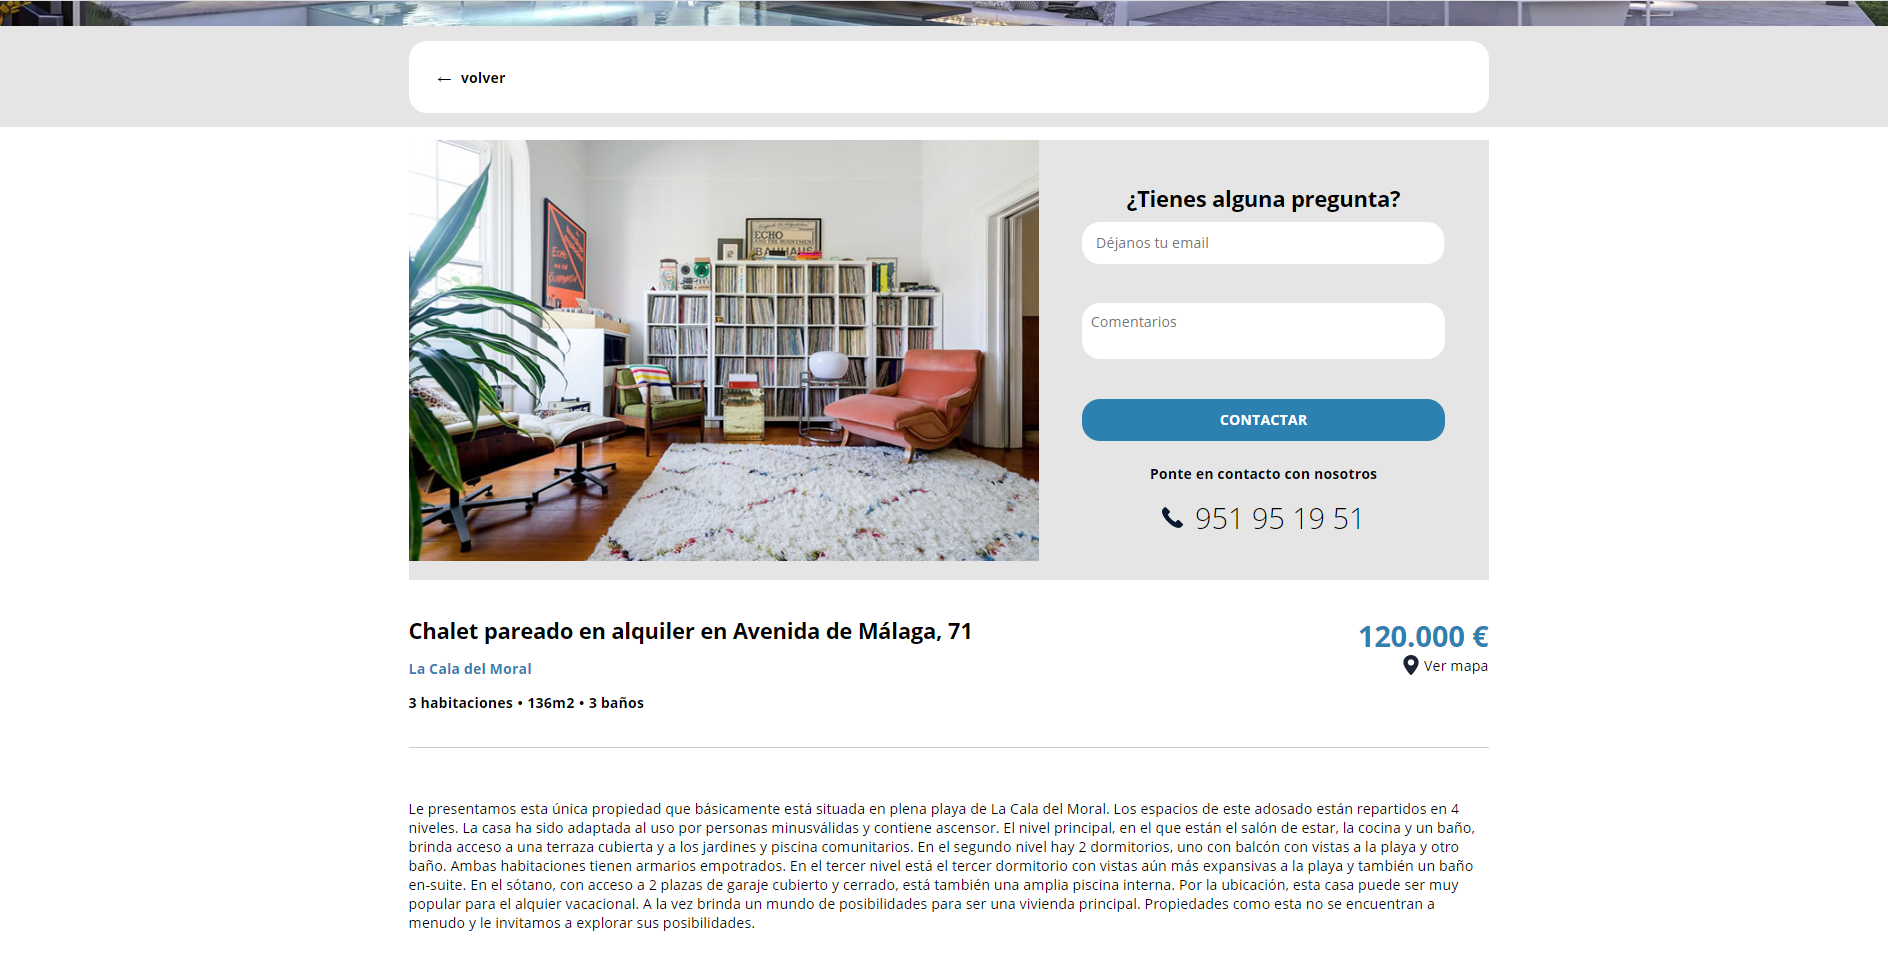 ← volver
ECHO
AND THE BUNNYMEN
BAUHAUS
¿Tienes alguna pregunta?
Déjanos tu email
Comentarios
CONTACTAR
Ponte en contacto con nosotros
951 95 19 51
Chalet pareado en alquiler en Avenida de Málaga, 71
120.000 €
La Cala del Moral
Ver mapa
3 habitaciones • 136m2 • 3 baños
Le presentamos esta única propiedad que básicamente está situada en plena playa de La Cala del Moral. Los espacios de este adosado están repartidos en 4
niveles. La casa ha sido adaptada al uso por personas minusválidas y contiene ascensor. El nivel principal, en el que están el salón de estar, la cocina y un baño,
brinda acceso a una terraza cubierta y a los jardines y piscina comunitarios. En el segundo nivel hay 2 dormitorios, uno con balcón con vistas a la playa y otro
baño. Ambas habitaciones tienen armarios empotrados. En el tercer nivel está el tercer dormitorio con vistas aún más expansivas a la playa y también un baño
en-suite. En el sótano, con acceso a 2 plazas de garaje cubierto y cerrado, está también una amplia piscina interna. Por la ubicación, esta casa puede ser muy
popular para el alquier vacacional. A la vez brinda un mundo de posibilidades para ser una vivienda principal. Propiedades como esta no se encuentran a
menudo y le invitamos a explorar sus posibilidades.